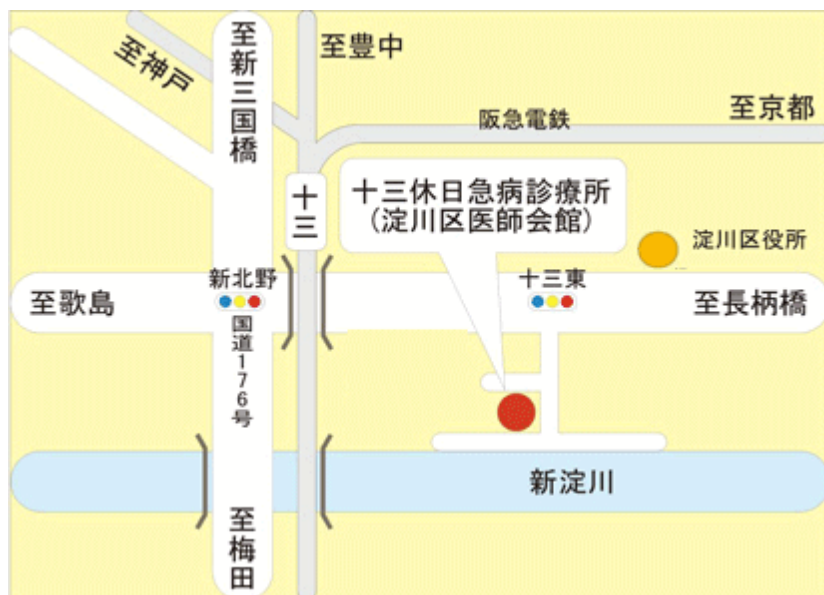 至神戸
至新三国橋
至豊中
阪急電鉄
至京都
十三
十三休日急病診療所
(淀川区医師会館)
淀川区役所
至歌島
新北野
十三東
至長柄橋
国道176号
新淀川
至梅田